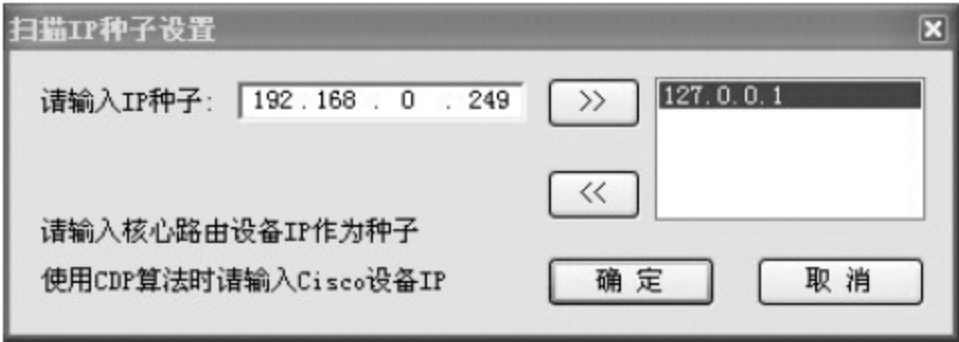 扫描IP种子设置
请输入IP种子: 192 . 168 . 0 . 249 >> 127.0.0.1
<<
请输入核心路由设备IP作为种子
使用CDP算法时请输入Cisco设备IP 确 定 取 消